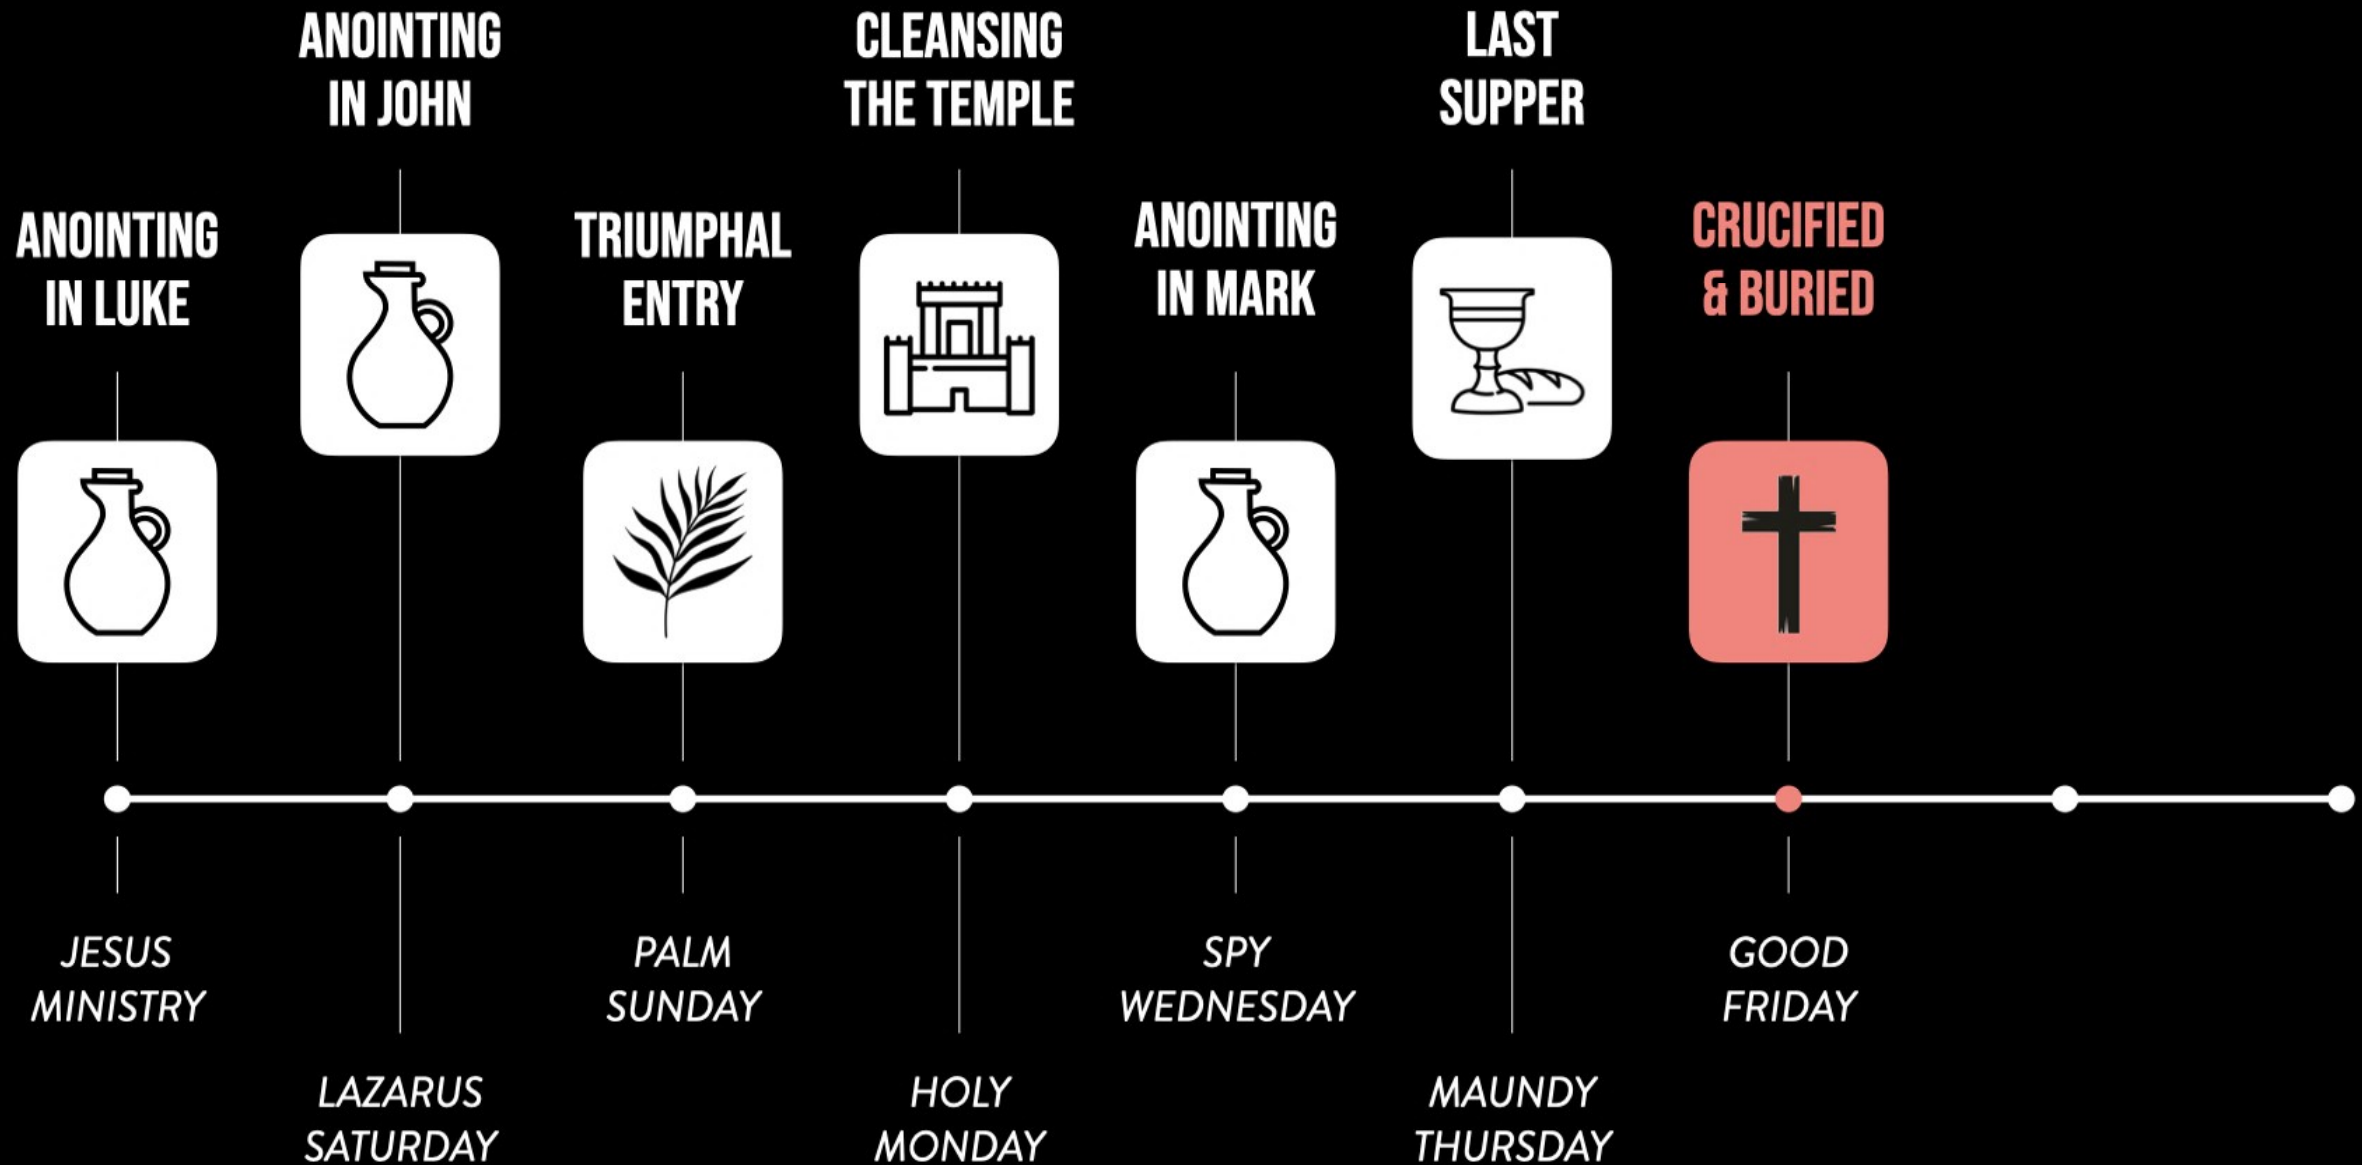 ANOINTING
IN LUKE
ANOINTING
IN JOHN
TRIUMPHAL
ENTRY
CLEANSING
THE TEMPLE
ANOINTING
IN MARK
LAST
SUPPER
CRUCIFIED
& BURIED
JESUS
MINISTRY
LAZARUS
SATURDAY
PALM
SUNDAY
HOLY
MONDAY
SPY
WEDNESDAY
MAUNDY
THURSDAY
GOOD
FRIDAY